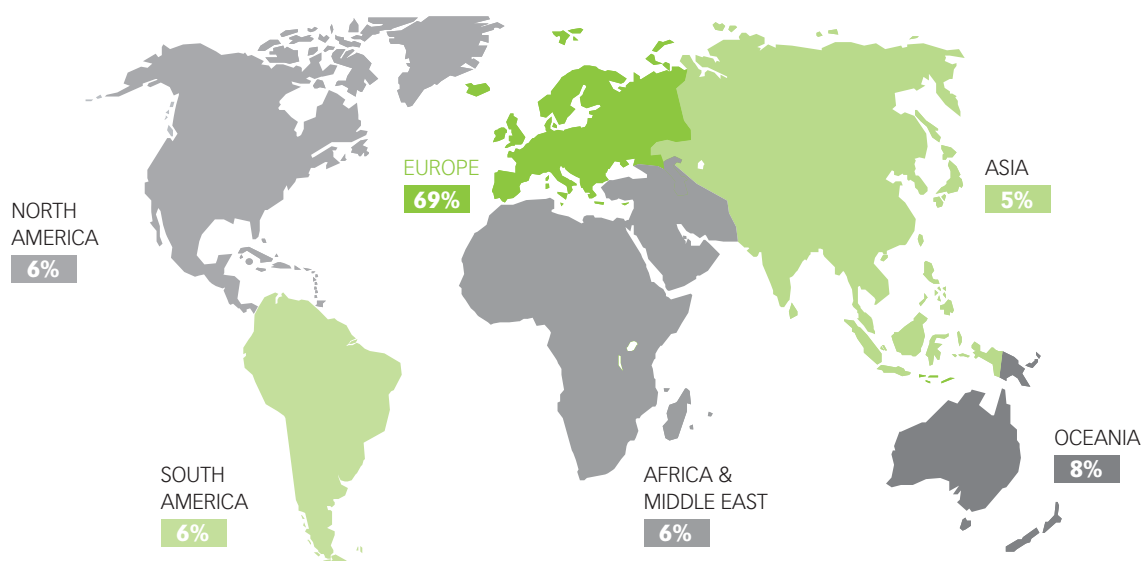 NORTH
AMERICA
6%
SOUTH
AMERICA
6%
EUROPE
69%
AFRICA &
MIDDLE EAST
6%
ASIA
5%
OCEANIA
8%